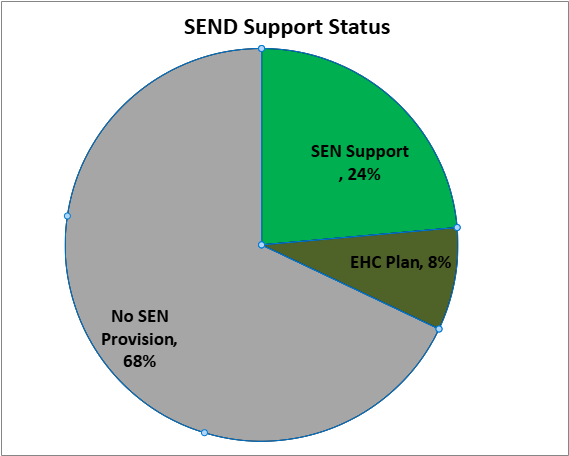 SEND Support Status
SEN Support
, 24%
EHC Plan, 8%
No SEN
Provision,
68%